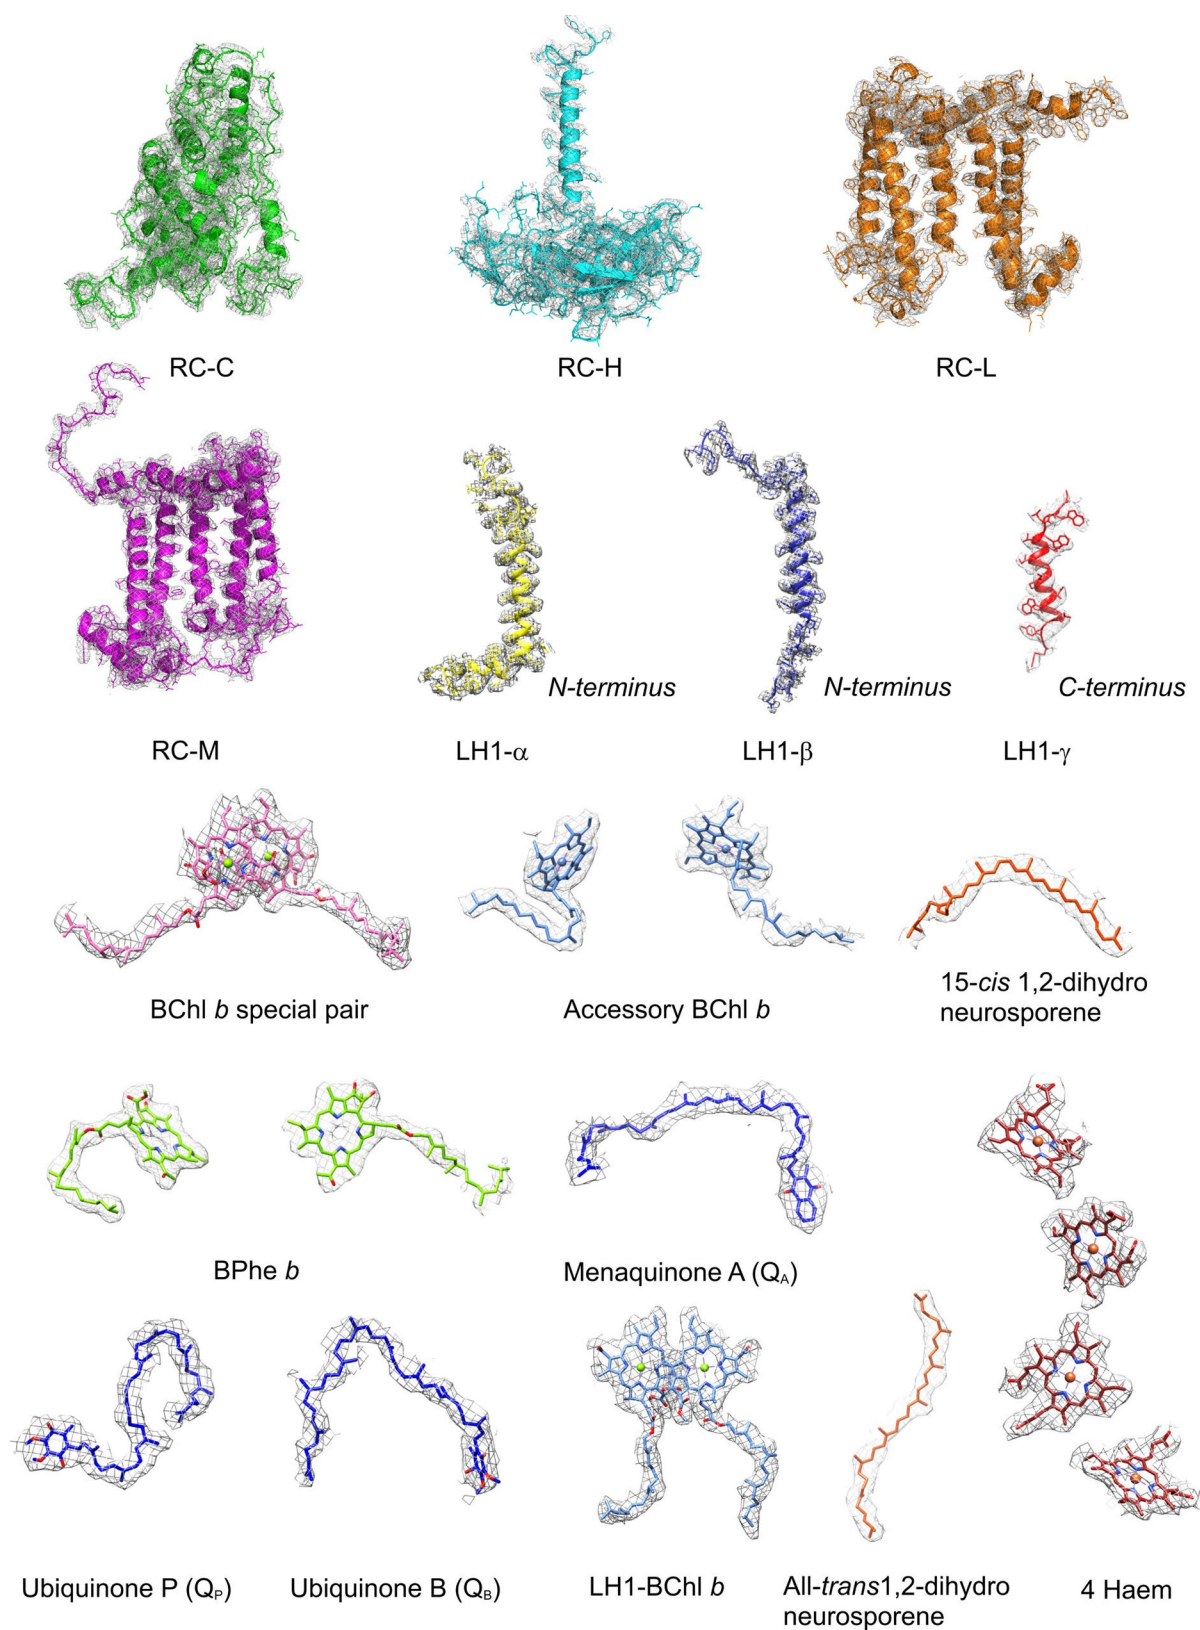 RC-C
RC-H
RC-L
N-terminus
N-terminus
C-terminus
RC-M
LH1-α
LH1-β
LH1-γ
BChl b special pair
Accessory BChl b
15-cis 1,2-dihydro
neurosporene
BPhe b
Menaquinone A (QA)
Ubiquinone P (QP)
Ubiquinone B (QB)
LH1-BChl b
All-trans1,2-dihydro
neurosporene
4 Haem